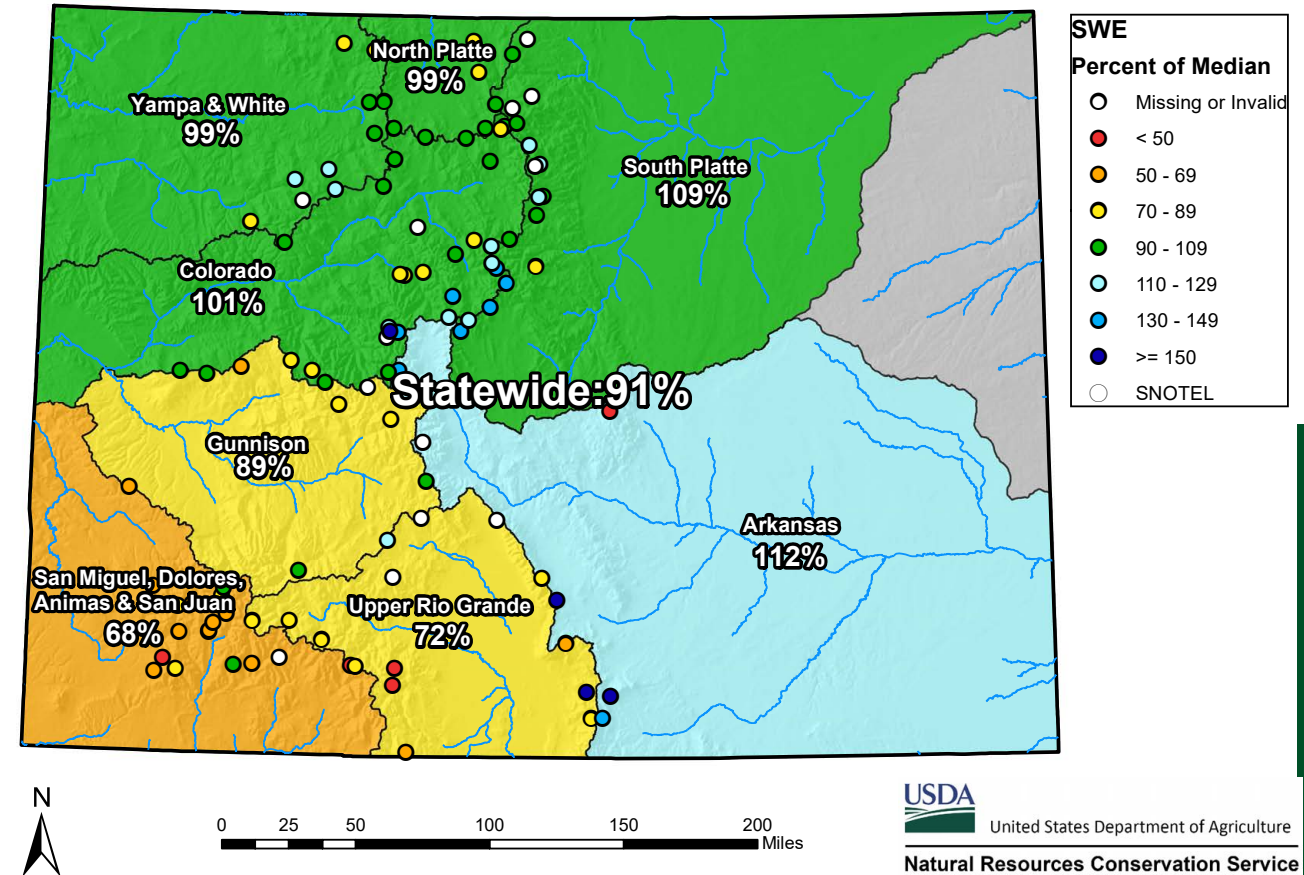 North Platte
99%
Yampa & White
99%
South Platte
109%
Colorado
101%
Statewide:91%
Gunnison
89%
Arkansas
112%
San Miguel, Dolores,
Animas & San Juan
68%
Upper Rio Grande
72%
SWE
Percent of Median
Missing or Invalid
< 50
50 - 69
70 - 89
90 - 109
110 - 129
130 - 149
>= 150
SNOTEL
N
0 25 50 100 150 200
Miles
USDA
United States Department of Agriculture
Natural Resources Conservation Service